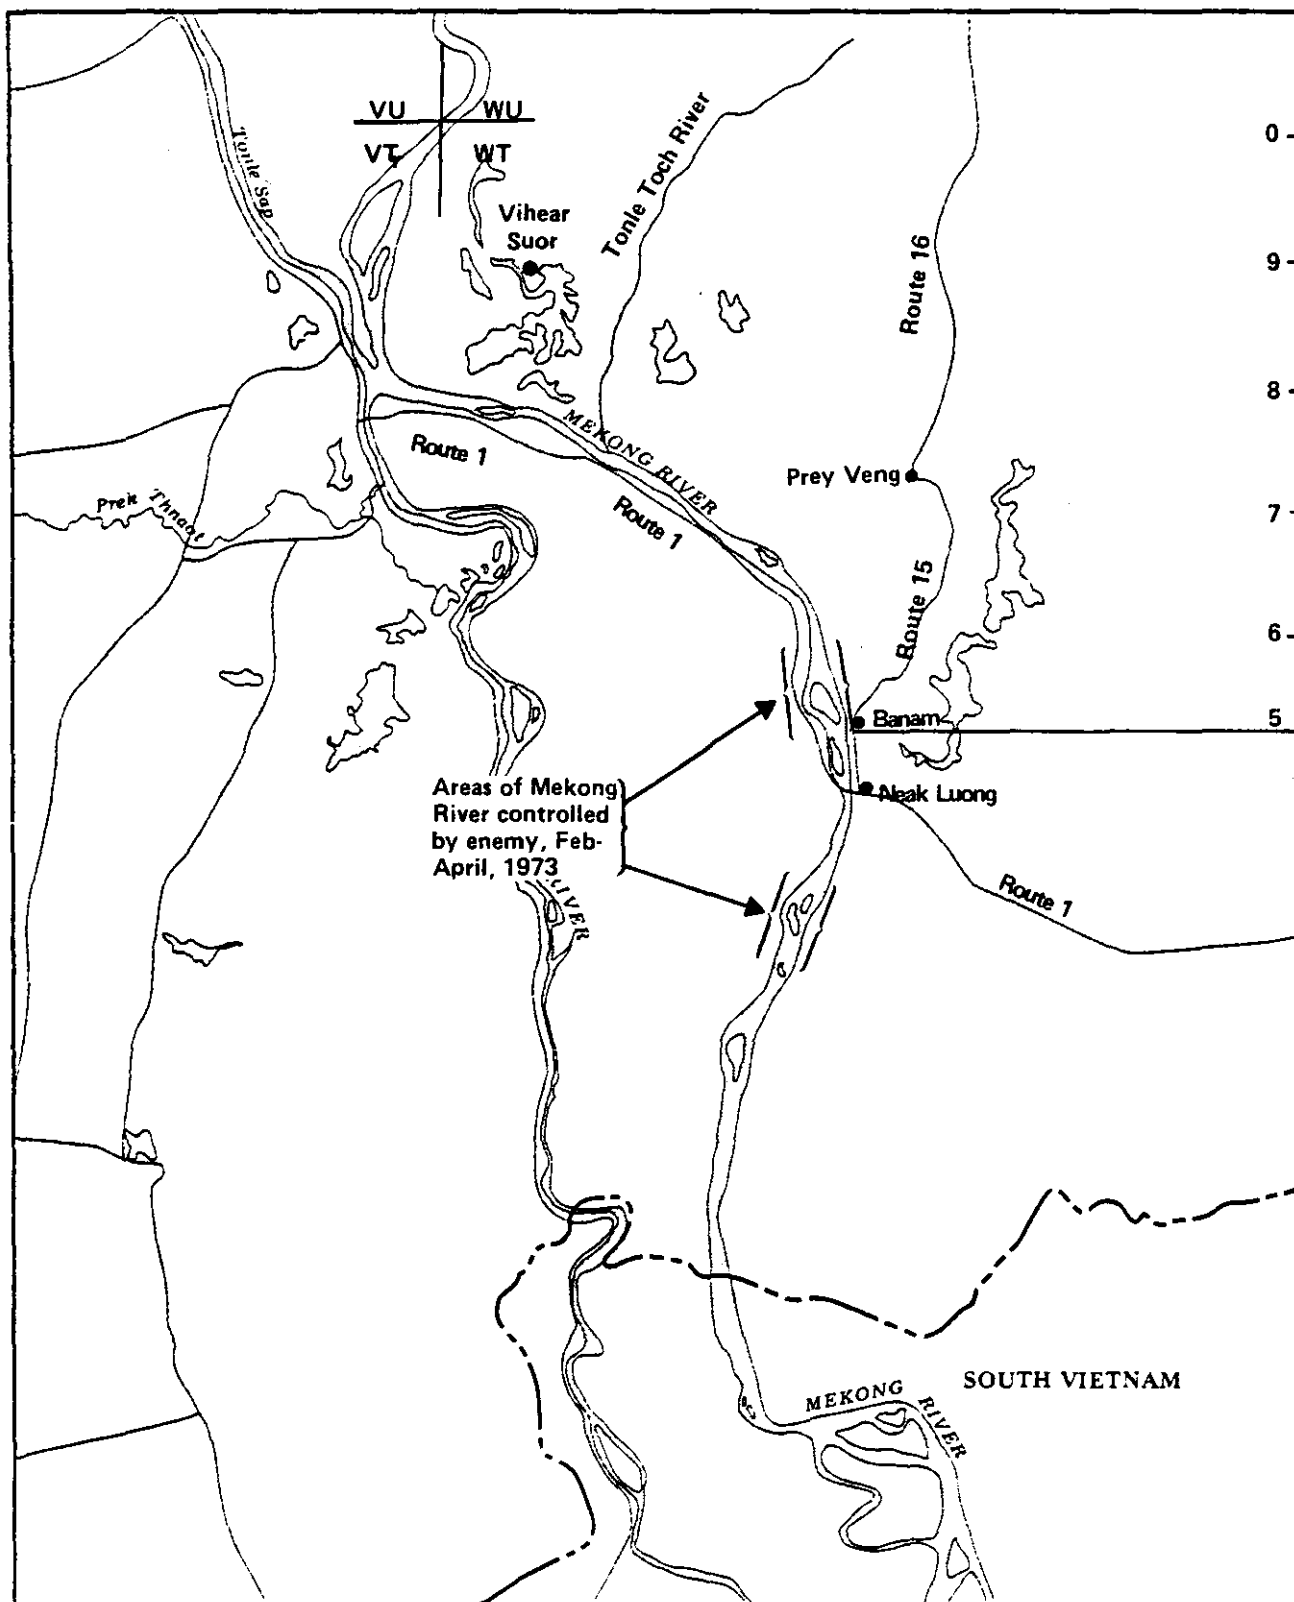 VU WU
VT WT
0
Tonle Sap
Tonle Toch River
Vihear
Suor
9
Route 16
8
MEKONG RIVER
Route 1
Prey Veng
Prek Thnaot
Route 1
7
Route 15
6
Banam
5
Areas of Mekong
River controlled
by enemy, Feb-
April, 1973
Neak Luong
RIVER
Route 1
SOUTH VIETNAM
MEKONG RIVER